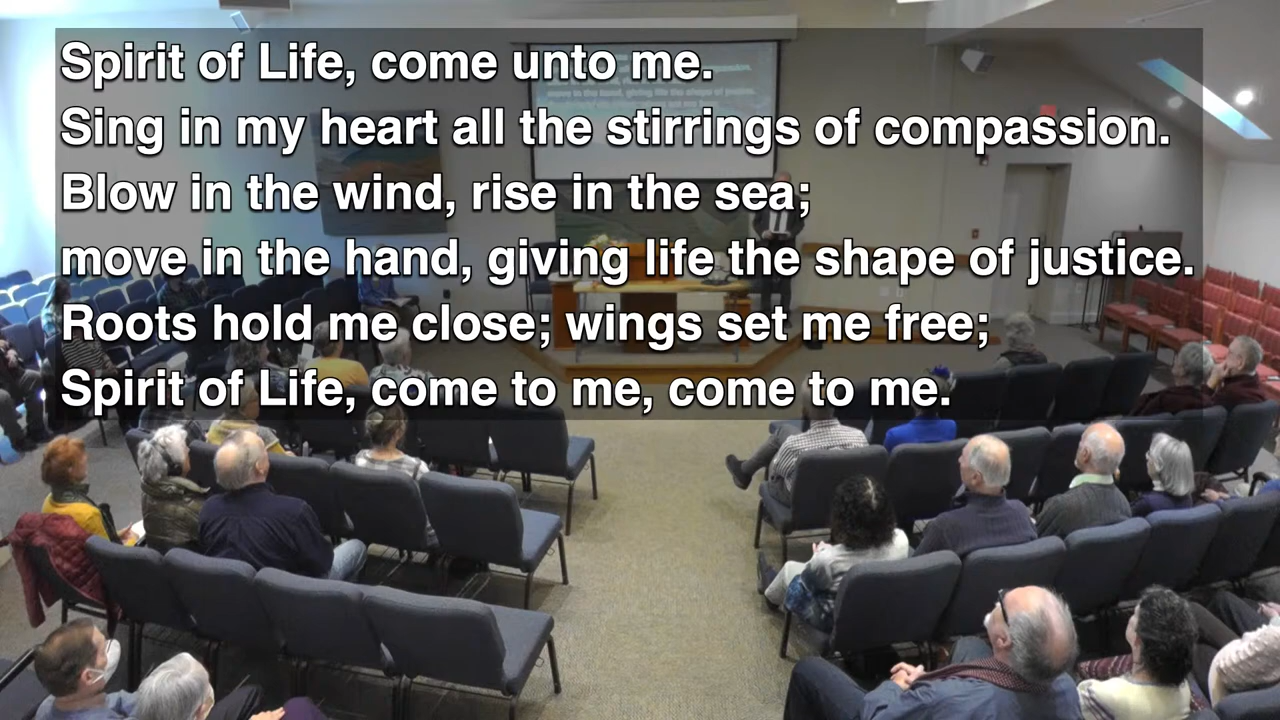 Spirit of Life, come unto me.
Sing in my heart all the stirrings of compassion.
Blow in the wind, rise in the sea;
move in the hand, giving life the shape of justice.
Roots hold me close; wings set me free;
Spirit of Life, come to me, come to me.